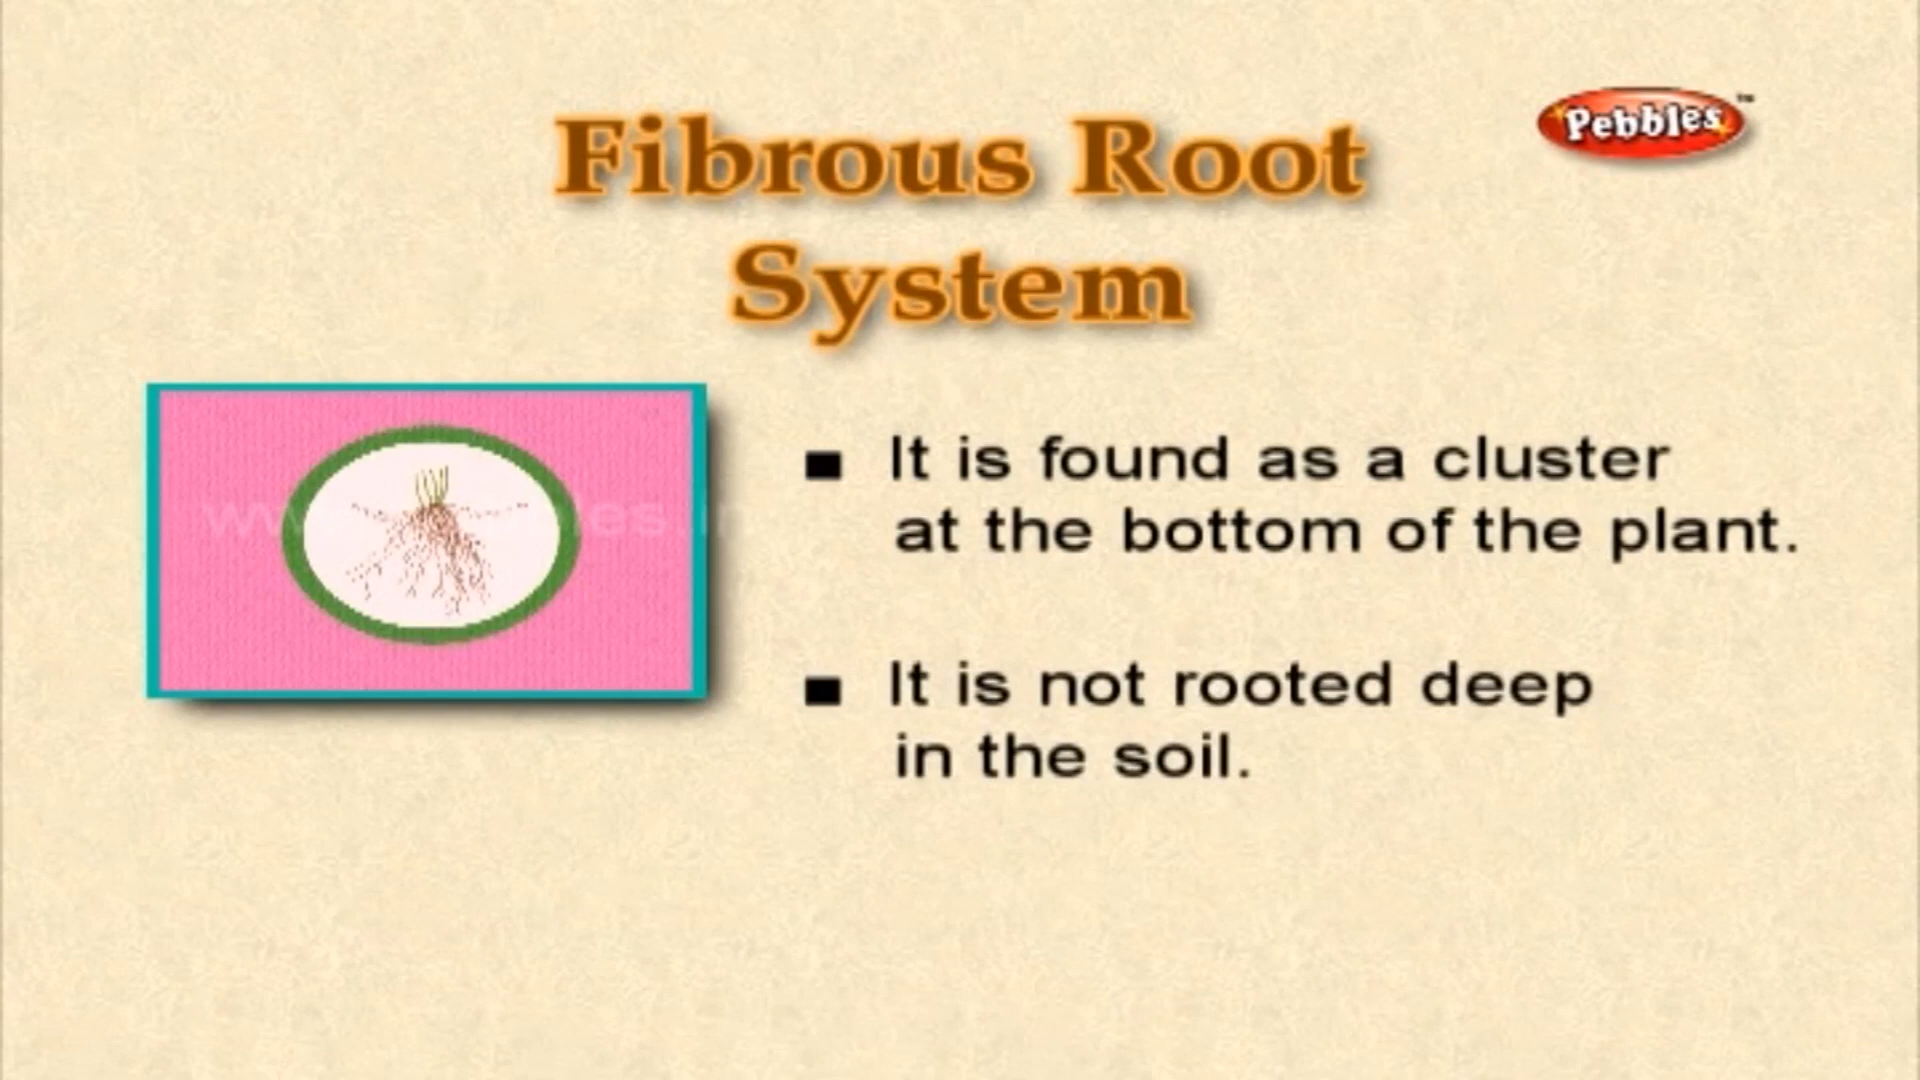 Pebbles™
Fibrous Root
System
It is found as a cluster
at the bottom of the plant.
It is not rooted deep
in the soil.